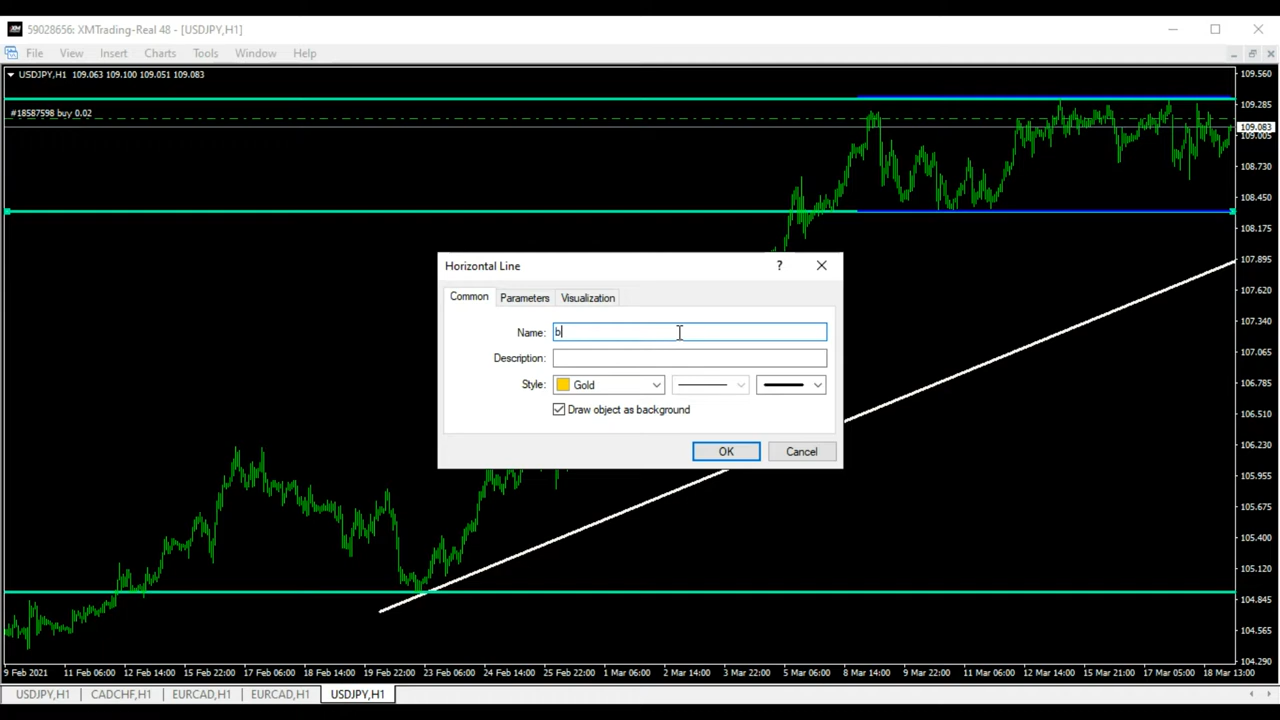 59028656: XMTrading-Real 48 - [USDJPY,H1]
File View Insert Charts Tools Window Help
USDJPY,H1 109.063 109.100 109.051 109.083
#18587598 buy 0.02
109.560
109.285
109.083
109.005
108.730
108.450
108.175
107.895
107.620
107.340
107.065
106.785
106.510
106.230
105.955
105.675
105.400
105.120
104.845
104.565
104.290
Horizontal Line ?
Common Parameters Visualization
Name: b
Description:
Style: Gold
Draw object as background
OK Cancel
9 Feb 2021 11 Feb 06:00 12 Feb 14:00 15 Feb 22:00 17 Feb 06:00 18 Feb 14:00 19 Feb 22:00 23 Feb 06:00 24 Feb 14:00 25 Feb 22:00 1 Mar 06:00 2 Mar 14:00 3 Mar 22:00 5 Mar 06:00 8 Mar 14:00 9 Mar 22:00 11 Mar 06:00 12 Mar 14:00 15 Mar 21:00 17 Mar 05:00 18 Mar 13:00
USDJPY,H1 CADCHF,H1 EURCAD,H1 EURCAD,H1 USDJPY,H1